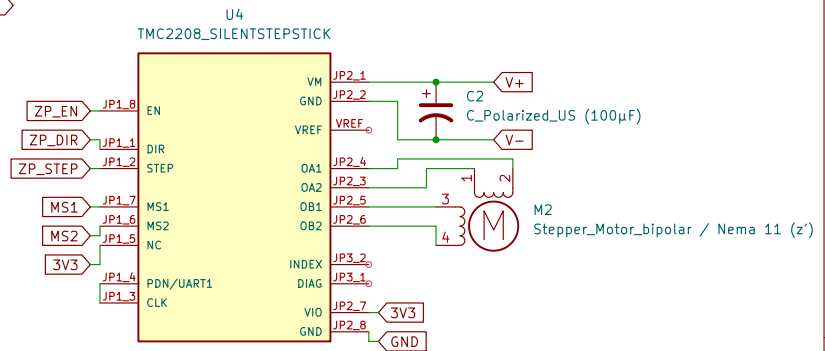 U4
TMC2208_SILENTSTEPSTICK
VM JP2_1 V+
GND JP2_2
+ C2
C_Polarized_US (100µF)
ZP_EN JP1_8 EN
VREF VREF
V-
ZP_DIR JP1_1 DIR
ZP_STEP JP1_2 STEP
OA1 JP2_4
OA2 JP2_3 1 2
MS1 JP1_7 MS1
OB1 JP2_5 3
M2
MS2 JP1_6 MS2
OB2 JP2_6 4
M
Stepper_Motor_bipolar / Nema 11 (z')
3V3 JP1_5 NC
INDEX JP3_2
JP1_4 PDN/UART1
DIAG JP3_1
JP1_3 CLK
VIO JP2_7 3V3
GND JP2_8 GND